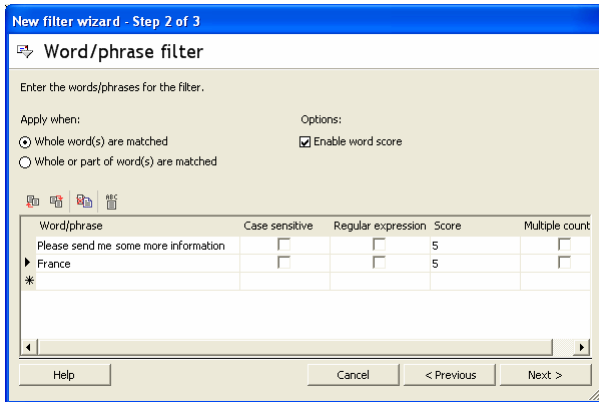 New filter wizard - Step 2 of 3
Word/phrase filter
Enter the words/phrases for the filter.
Apply when: Options:
Whole word(s) are matched Enable word score
Whole or part of word(s) are matched
ABC
Word/phrase Case sensitive Regular expression Score Multiple count
Please send me some more information 5
France 5
Help Cancel < Previous Next >